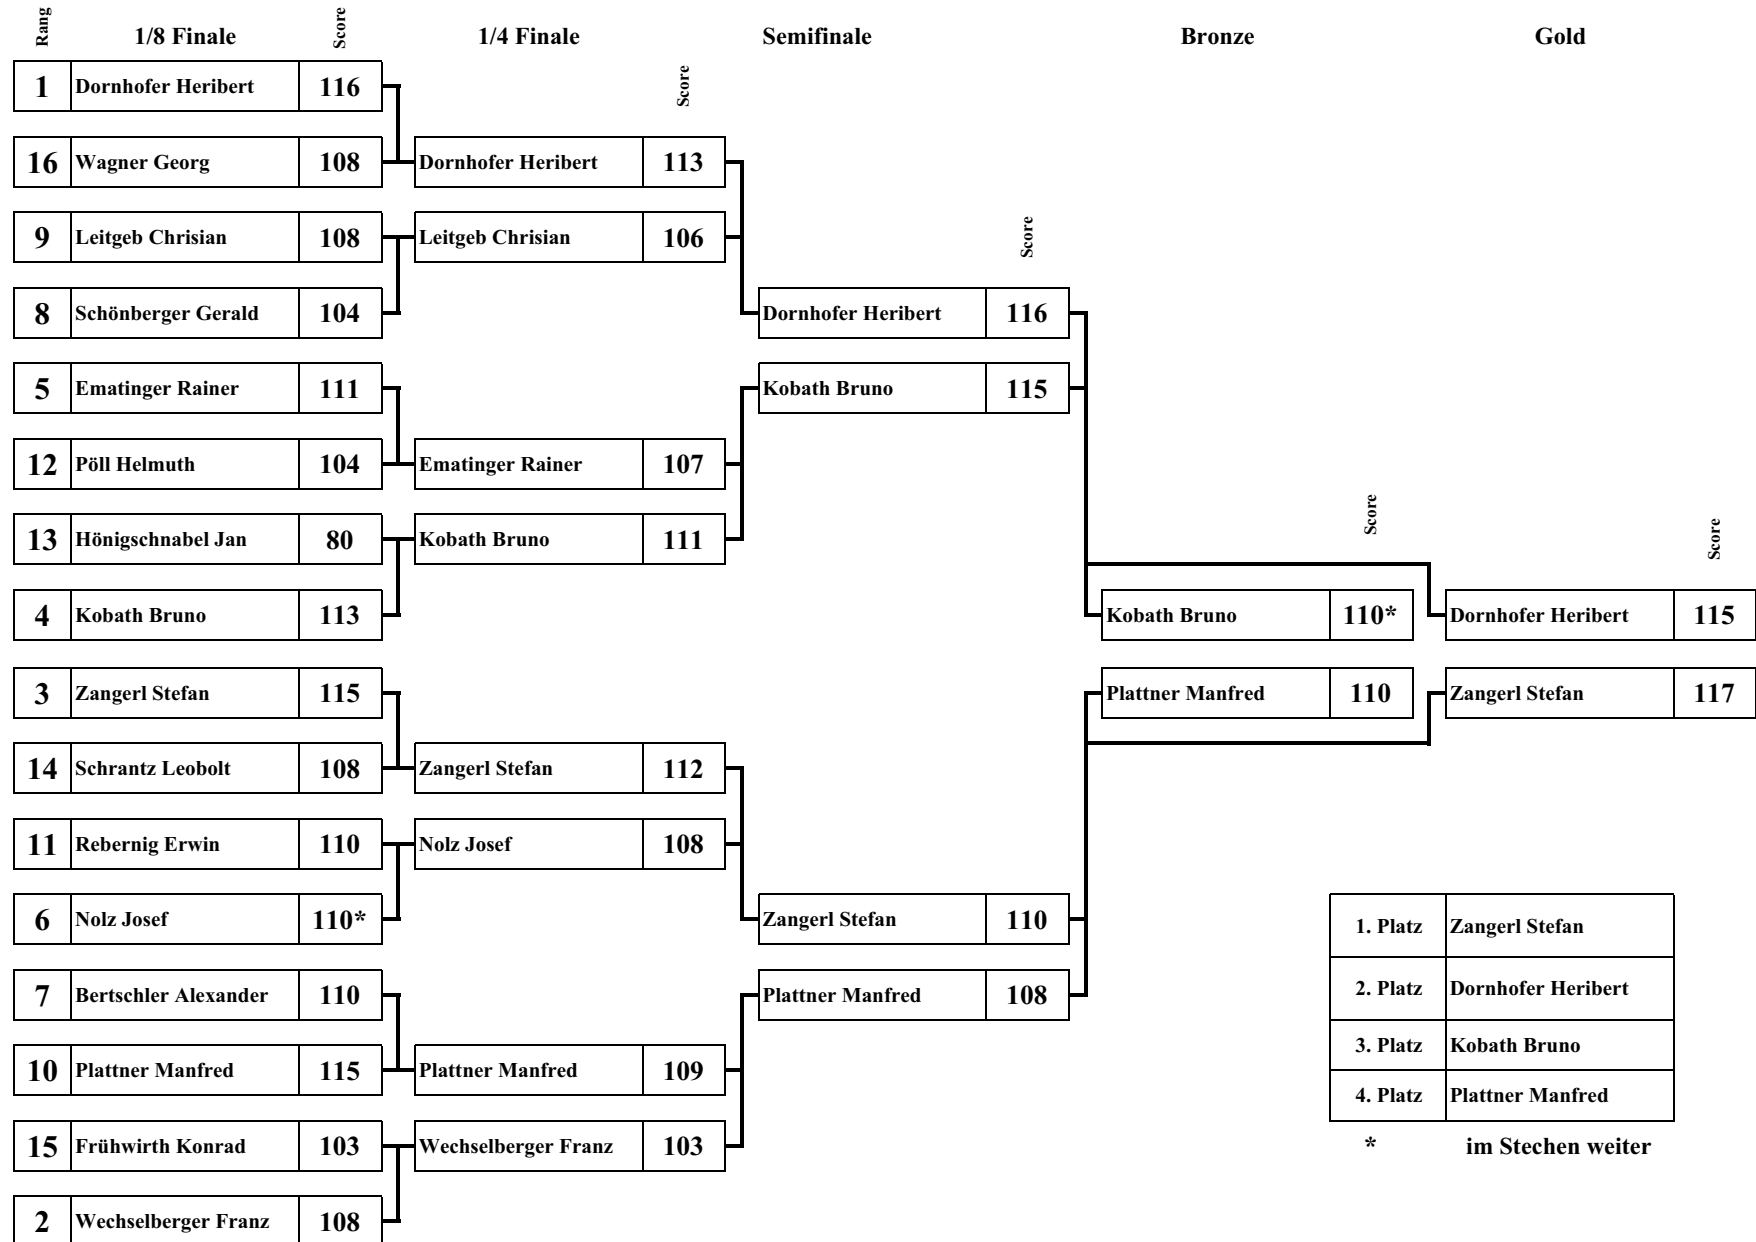 Rang 1/8 Finale Score 1/4 Finale Semifinale Bronze Gold
Score
1 Dornhofer Heribert 116
16 Wagner Georg 108 Dornhofer Heribert 113
9 Leitgeb Chrisian 108 Leitgeb Chrisian 106
Score
8 Schönberger Gerald 104 Dornhofer Heribert 116
5 Ematinger Rainer 111 Kobath Bruno 115
12 Pöll Helmuth 104 Ematinger Rainer 107
Score
Score
13 Hönigschnabel Jan 80 Kobath Bruno 111
4 Kobath Bruno 113 Kobath Bruno 110* Dornhofer Heribert 115
3 Zangerl Stefan 115 Plattner Manfred 110 Zangerl Stefan 117
14 Schrantz Leobolt 108 Zangerl Stefan 112
11 Rebernig Erwin 110 Nolz Josef 108
6 Nolz Josef 110* Zangerl Stefan 110
1. Platz Zangerl Stefan
7 Bertschler Alexander 110 Plattner Manfred 108
2. Platz Dornhofer Heribert
3. Platz Kobath Bruno
10 Plattner Manfred 115 Plattner Manfred 109
4. Platz Plattner Manfred
15 Frühwirth Konrad 103 Wechselberger Franz 103
* im Stechen weiter
2 Wechselberger Franz 108